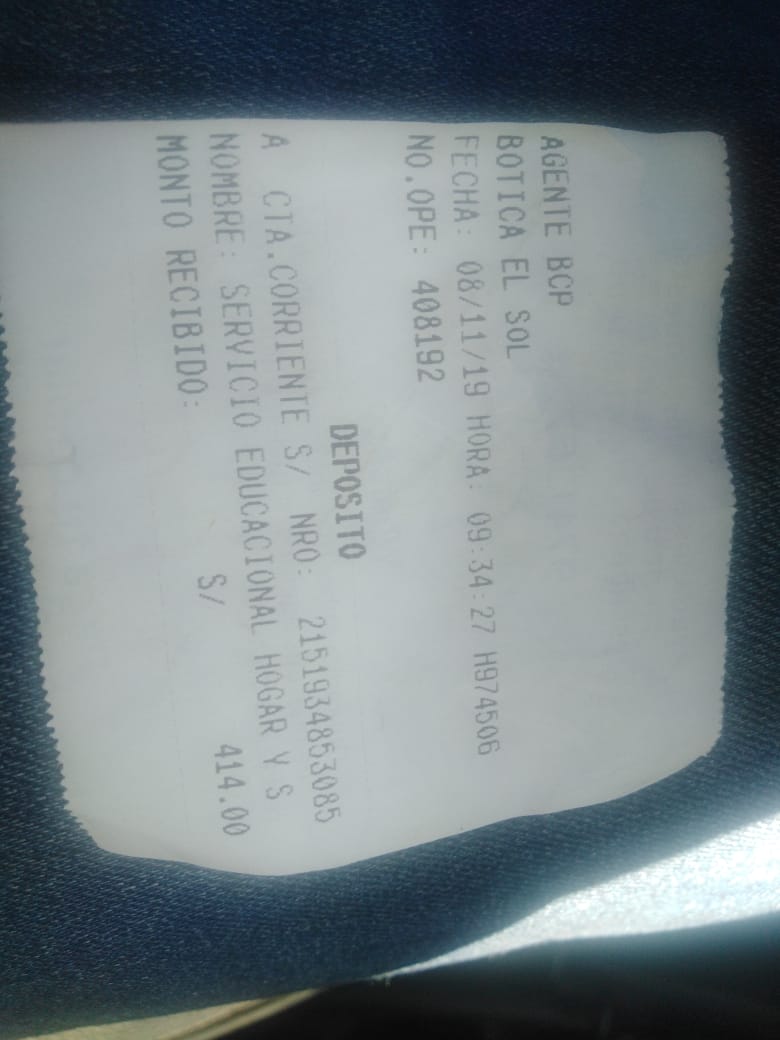 AGENTE BCP
BOTICA EL SOL
FECHA: 08/11/19 HORA: 09:34:27 H974506
NO.OPE: 408192
DEPOSITO
A CTA.CORRIENTE S/ NRO: 2151934853085
NOMBRE: SERVICIO EDUCACIONAL HOGAR Y S
MONTO RECIBIDO: S/ 414.00